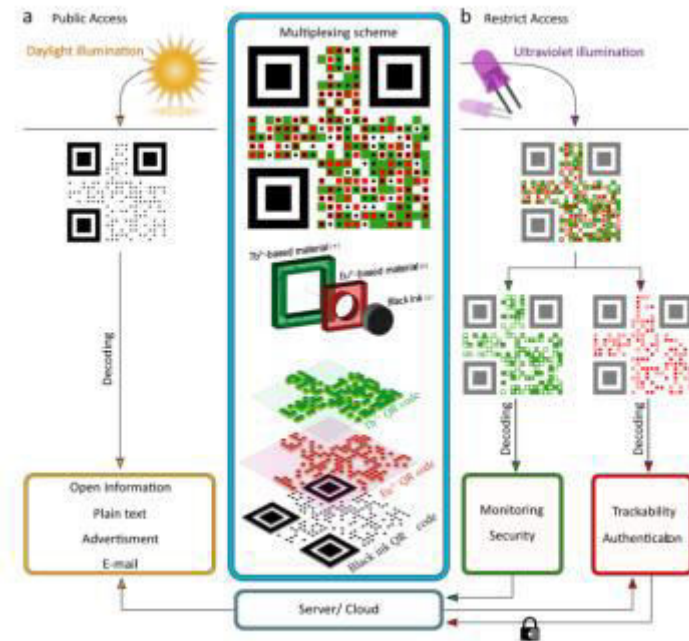 a Public Access
Daylight illumination
Multiplexing scheme
b Restrict Access
Ultraviolet illumination
Tb³⁺-based material
Eu³⁺-based material
Black ink
Decoding
Tb³⁺ QR code
Eu³⁺ QR code
Black ink QR code
Decoding
Decoding
Open Information
Plain text
Advertisment
E-mail
Monitoring
Security
Trackability
Authentication
Server/ Cloud